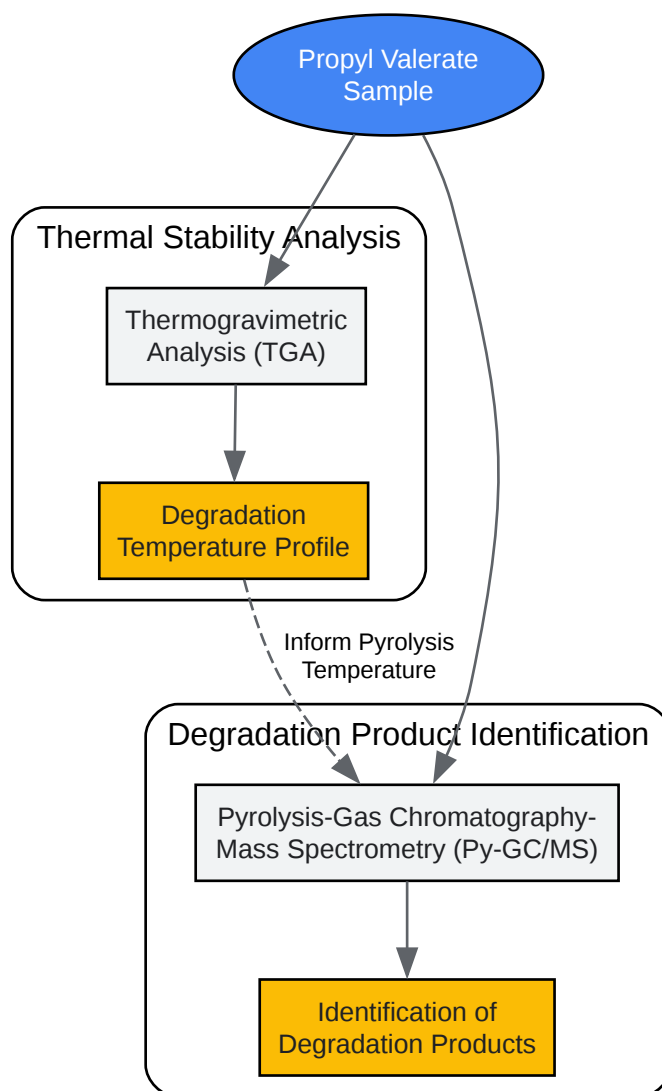 Propyl Valerate
Sample
Thermal Stability Analysis
Thermogravimetric
Analysis (TGA)
Degradation
Temperature Profile
Inform Pyrolysis
Temperature
Degradation Product Identification
Pyrolysis-Gas Chromatography-
Mass Spectrometry (Py-GC/MS)
Identification of
Degradation Products